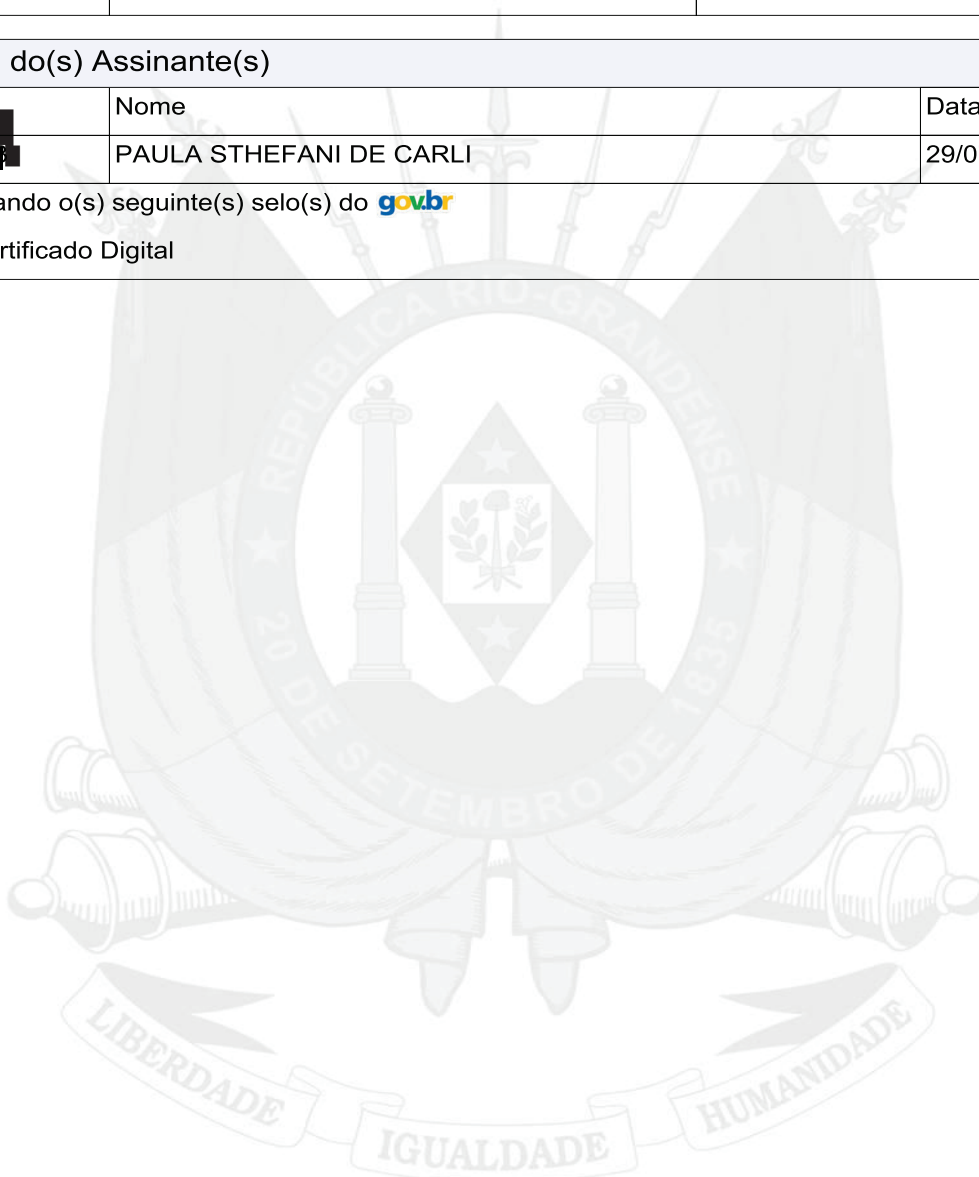 do(s) Assinante(s)
Nome
Data
PAULA STHEFANI DE CARLI
29/0
ando o(s) seguinte(s) selo(s) do gov.br
rtificado Digital
REPÚBLICA RIO-GRANDENSE
20 DE SETEMBRO DE 1835
LIBERDADE
IGUALDADE
HUMANIDADE